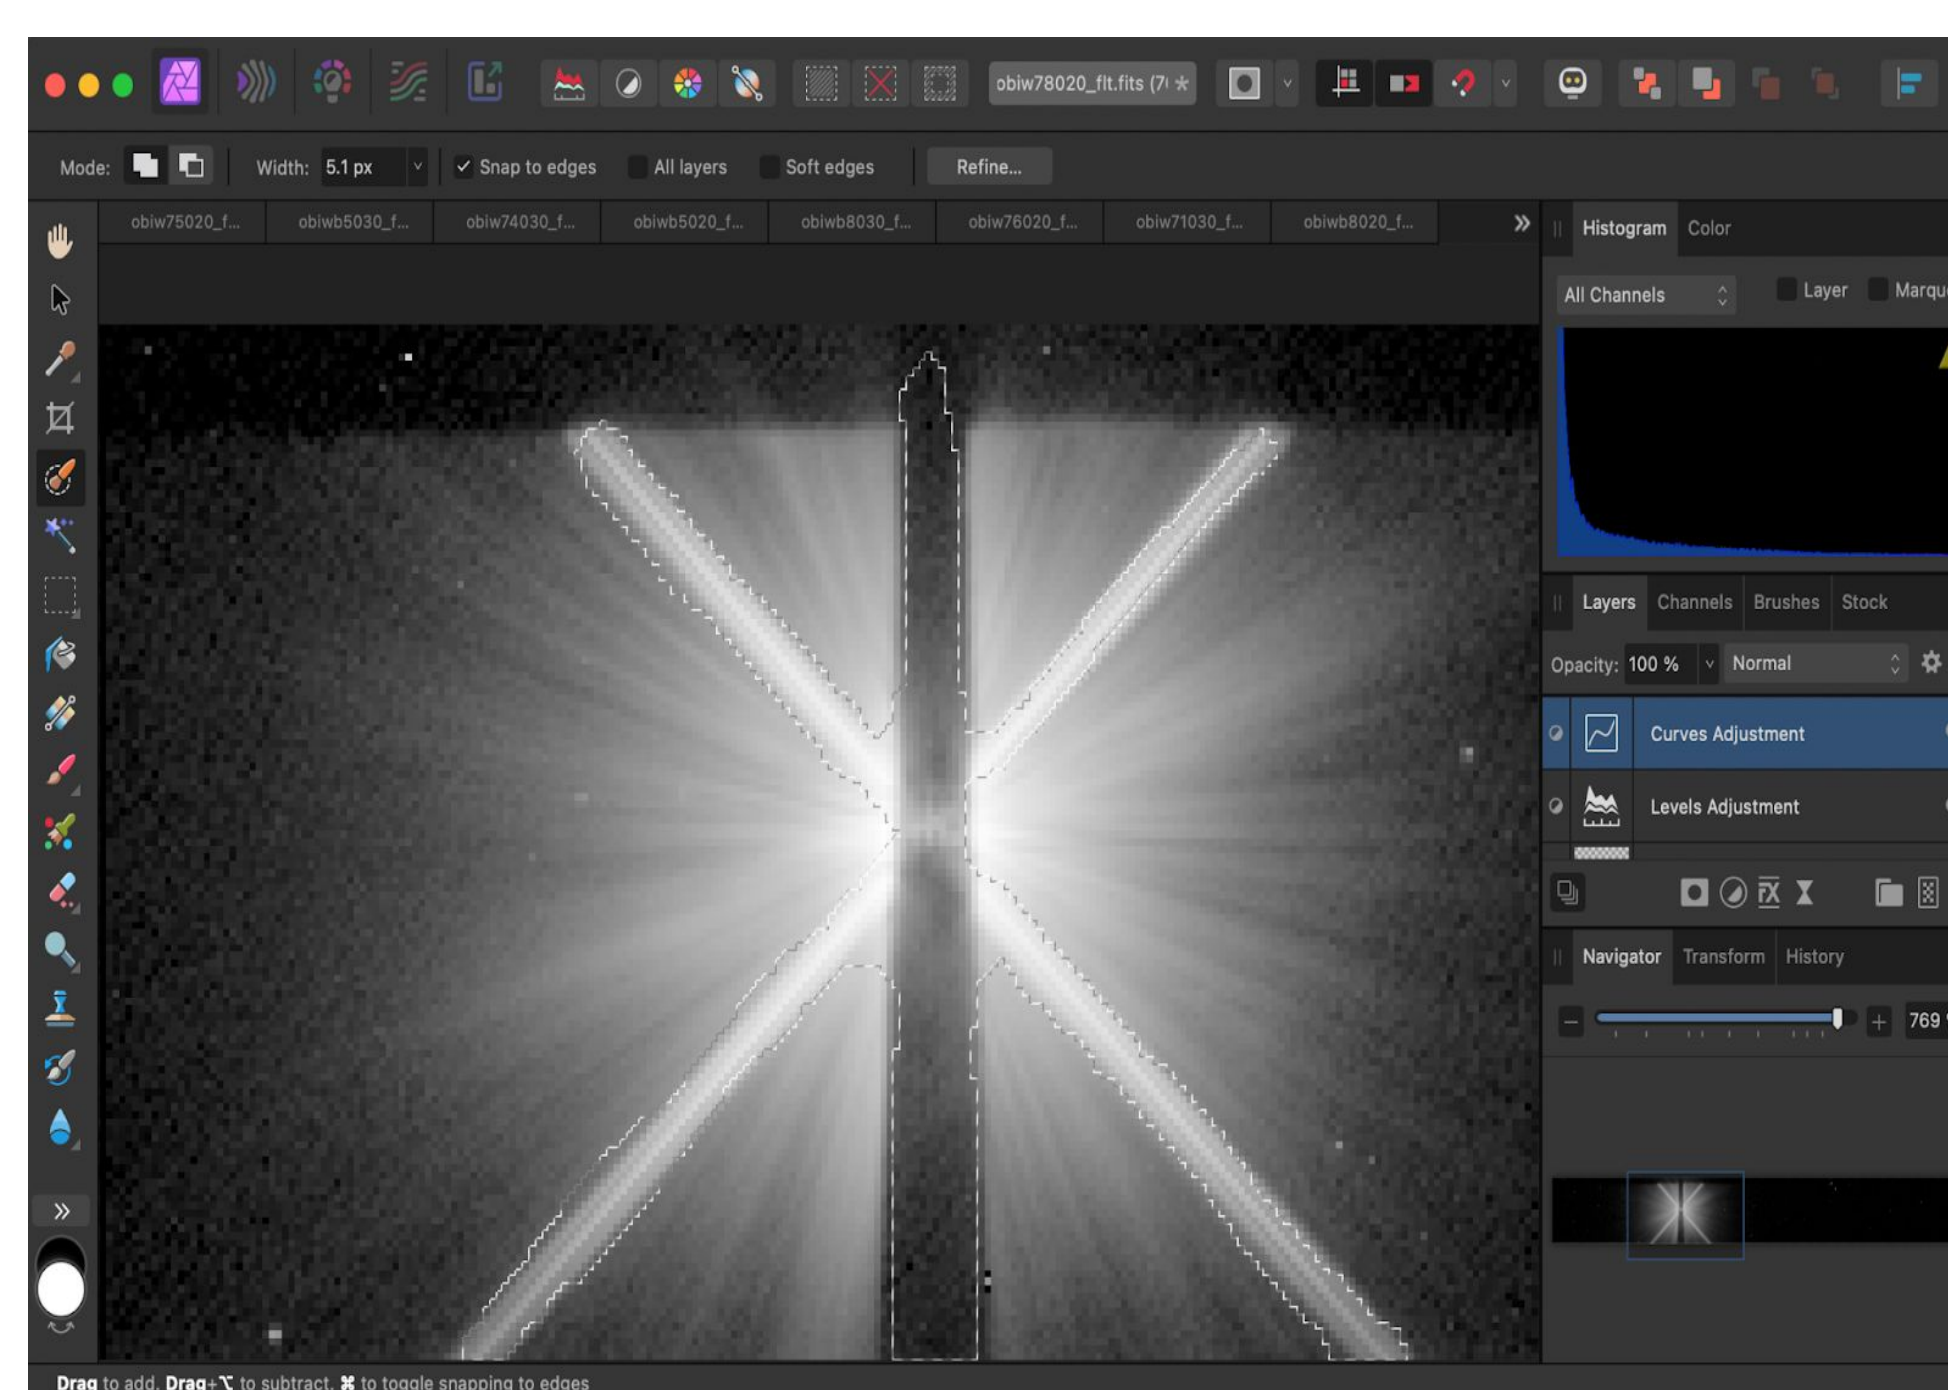 obiw78020_flt.fits (7 *
Mode: Width: 5.1 px Snap to edges All layers Soft edges Refine...
obiw75020_f... obiwb5030_f... obiw74030_f... obiwb5020_f... obiwb8030_f... obiw76020_f... obiw71030_f... obiwb8020_f... »
Histogram Color
All Channels Layer Marqu
Layers Channels Brushes Stock
Opacity: 100 % Normal
Curves Adjustment
Levels Adjustment
FX
Navigator Transform History
769
Drag to add. Drag+⌥ to subtract. ⌘ to toggle snapping to edges